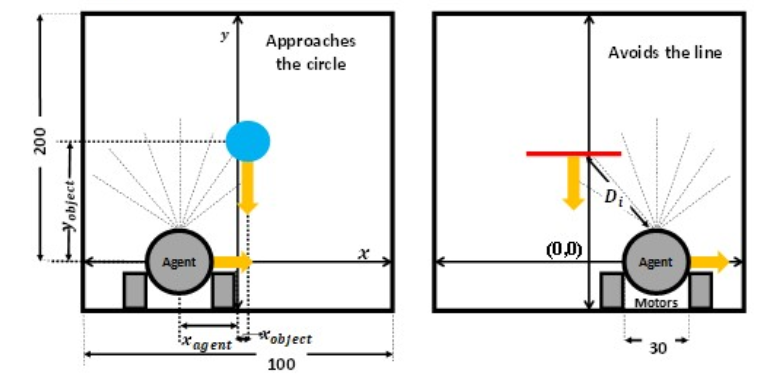 y
Approaches
the circle
200
y_object
Agent
x
x_agent
x_object
100
Avoids the line
D_i
(0,0)
Agent
Motors
30